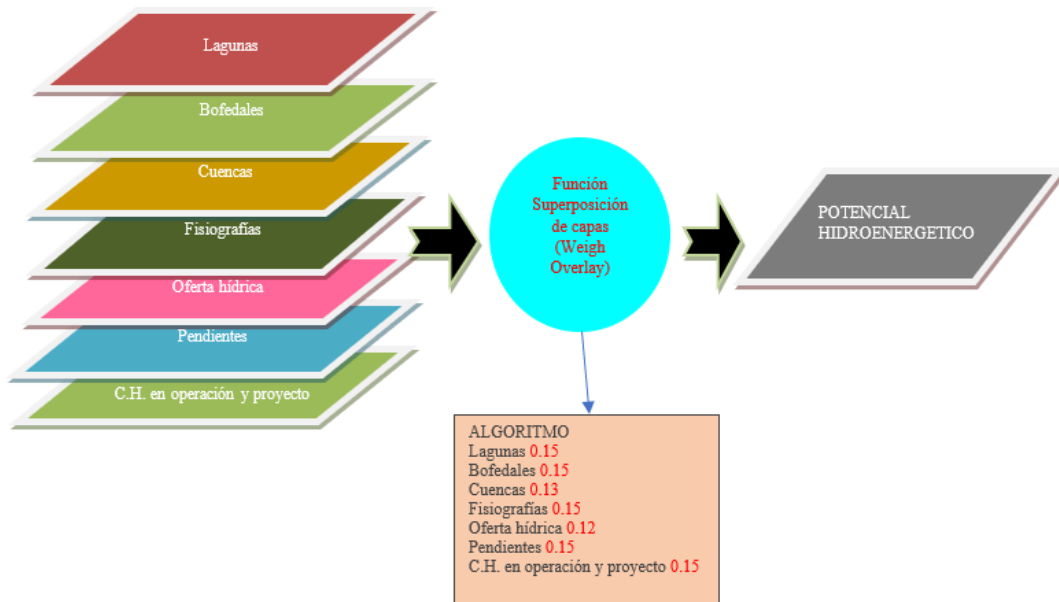 Lagunas
Bofedales
Cuencas
Fisiografías
Oferta hídrica
Pendientes
C.H. en operación y proyecto
Función
Superposición
de capas
(Weigh
Overlay)
POTENCIAL
HIDROENERGETICO
ALGORITMO
Lagunas 0.15
Bofedales 0.15
Cuencas 0.13
Fisiografías 0.15
Oferta hídrica 0.12
Pendientes 0.15
C.H. en operación y proyecto 0.15